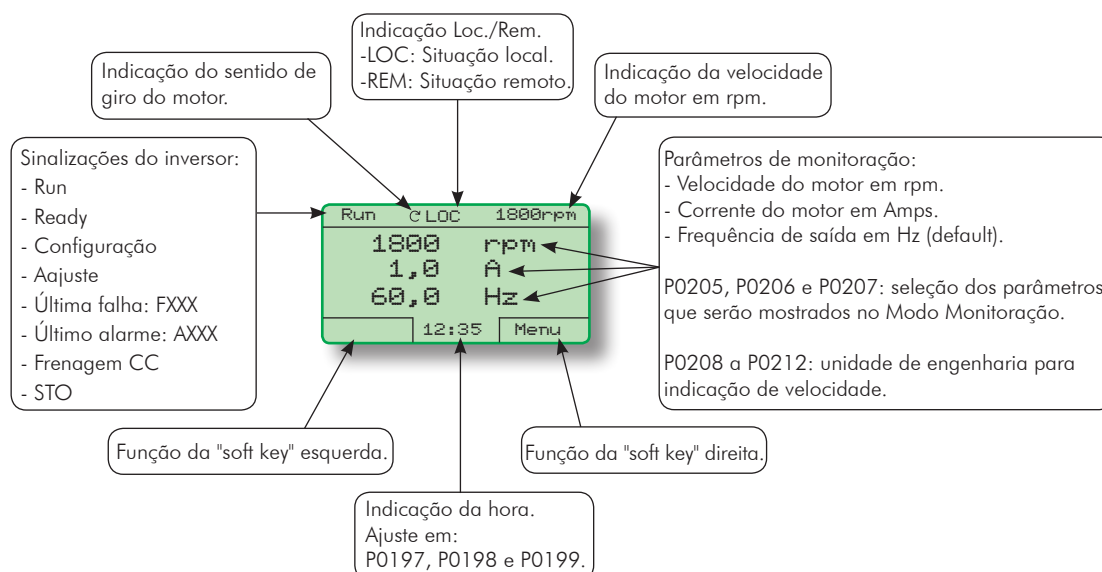 Indicação Loc./Rem.
-LOC: Situação local.
-REM: Situação remoto.
Indicação do sentido de
giro do motor.
Indicação da velocidade
do motor em rpm.
Sinalizações do inversor:
- Run
- Ready
- Configuração
- Aajuste
- Última falha: FXXX
- Último alarme: AXXX
- Frenagem CC
- STO
Run LOC 1800rpm
1800 rpm
1,0 A
60,0 Hz
12:35 Menu
Parâmetros de monitoração:
- Velocidade do motor em rpm.
- Corrente do motor em Amps.
- Frequência de saída em Hz (default).
P0205, P0206 e P0207: seleção dos parâmetros
que serão mostrados no Modo Monitoração.
P0208 a P0212: unidade de engenharia para
indicação de velocidade.
Função da "soft key" esquerda.
Função da "soft key" direita.
Indicação da hora.
Ajuste em:
P0197, P0198 e P0199.